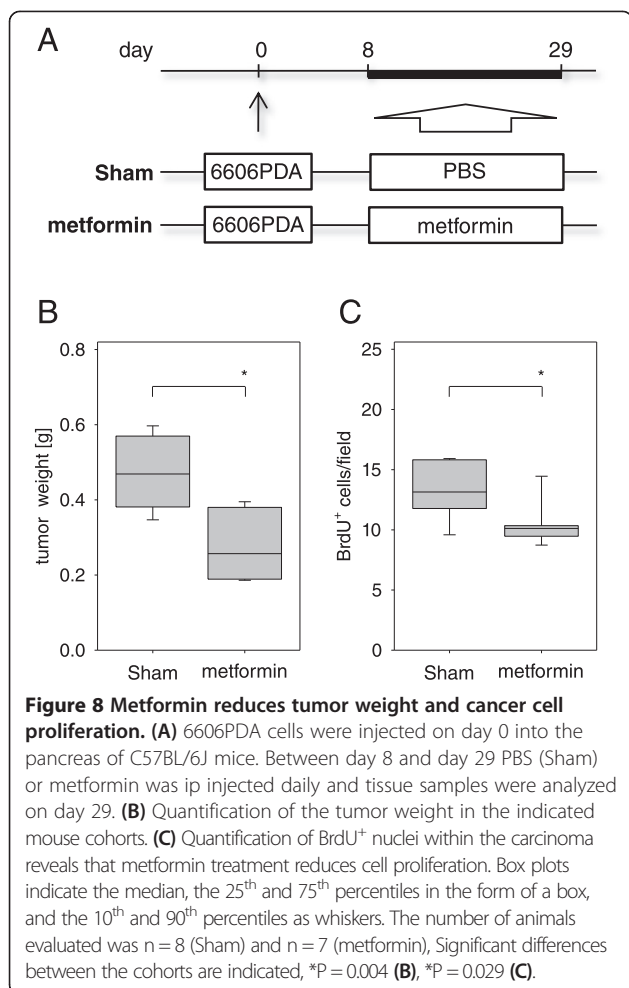 A
day 0 8 29
Sham 6606PDA PBS
metformin 6606PDA metformin
B
0.8
0.6
0.4
0.2
0.0
tumor weight [g]
*
Sham metformin
C
25
20
15
10
5
0
BrdU⁺ cells/field
*
Sham metformin
Figure 8 Metformin reduces tumor weight and cancer cell
proliferation. (A) 6606PDA cells were injected on day 0 into the
pancreas of C57BL/6J mice. Between day 8 and day 29 PBS (Sham)
or metformin was ip injected daily and tissue samples were analyzed
on day 29. (B) Quantification of the tumor weight in the indicated
mouse cohorts. (C) Quantification of BrdU⁺ nuclei within the carcinoma
reveals that metformin treatment reduces cell proliferation. Box plots
indicate the median, the 25th and 75th percentiles in the form of a box,
and the 10th and 90th percentiles as whiskers. The number of animals
evaluated was n = 8 (Sham) and n = 7 (metformin), Significant differences
between the cohorts are indicated, *P = 0.004 (B), *P = 0.029 (C).